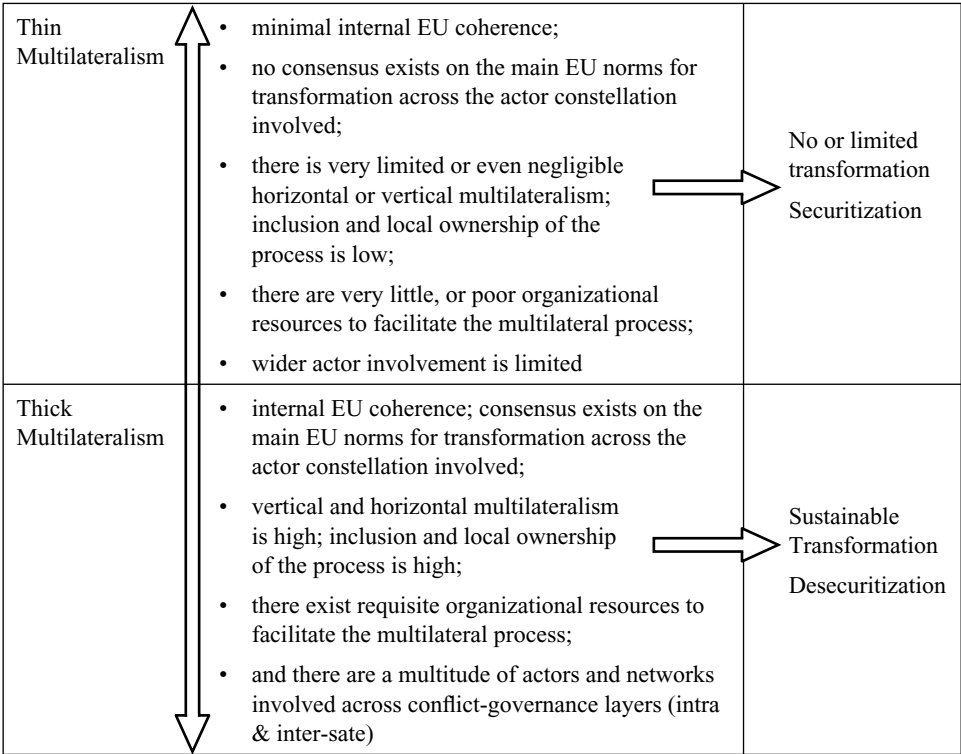 Thin
Multilateralism
• minimal internal EU coherence;
• no consensus exists on the main EU norms for
transformation across the actor constellation
involved;
• there is very limited or even negligible
horizontal or vertical multilateralism;
inclusion and local ownership of the
process is low;
• there are very little, or poor organizational
resources to facilitate the multilateral process;
• wider actor involvement is limited
No or limited
transformation
Securitization
Thick
Multilateralism
• internal EU coherence; consensus exists on the
main EU norms for transformation across the
actor constellation involved;
• vertical and horizontal multilateralism
is high; inclusion and local ownership
of the process is high;
• there exist requisite organizational resources to
facilitate the multilateral process;
• and there are a multitude of actors and networks
involved across conflict-governance layers (intra
& inter-sate)
Sustainable
Transformation
Desecuritization